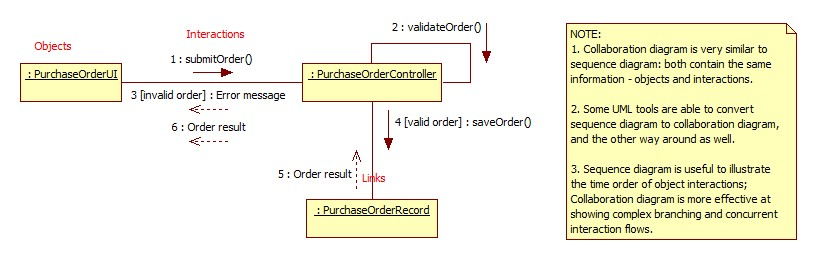 2 : validateOrder()
Interactions
Objects
1 : submitOrder()
: PurchaseOrderUI
: PurchaseOrderController
3 [invalid order] : Error message
4 [valid order] : saveOrder()
6 : Order result
5 : Order result
Links
: PurchaseOrderRecord
NOTE:
1. Collaboration diagram is very similar to
sequence diagram: both contain the same
information - objects and interactions.
2. Some UML tools are able to convert
sequence diagram to collaboration diagram,
and the other way around as well.
3. Sequence diagram is useful to illustrate
the time order of object interactions;
Collaboration diagram is more effective at
showing complex branching and concurrent
interaction flows.